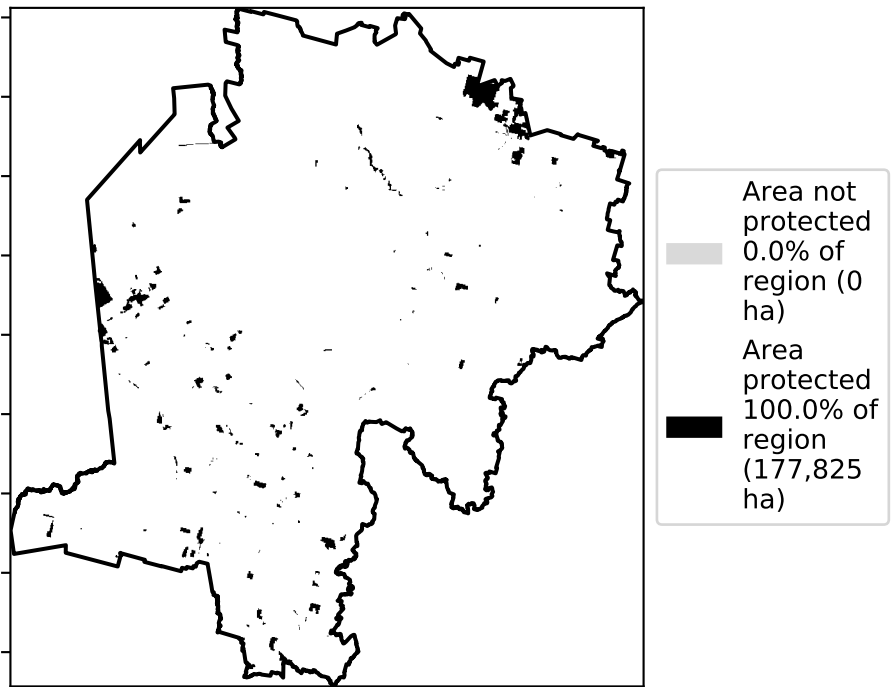 Area not
protected
0.0% of
region (0
ha)
Area
protected
100.0% of
region
(177,825
ha)